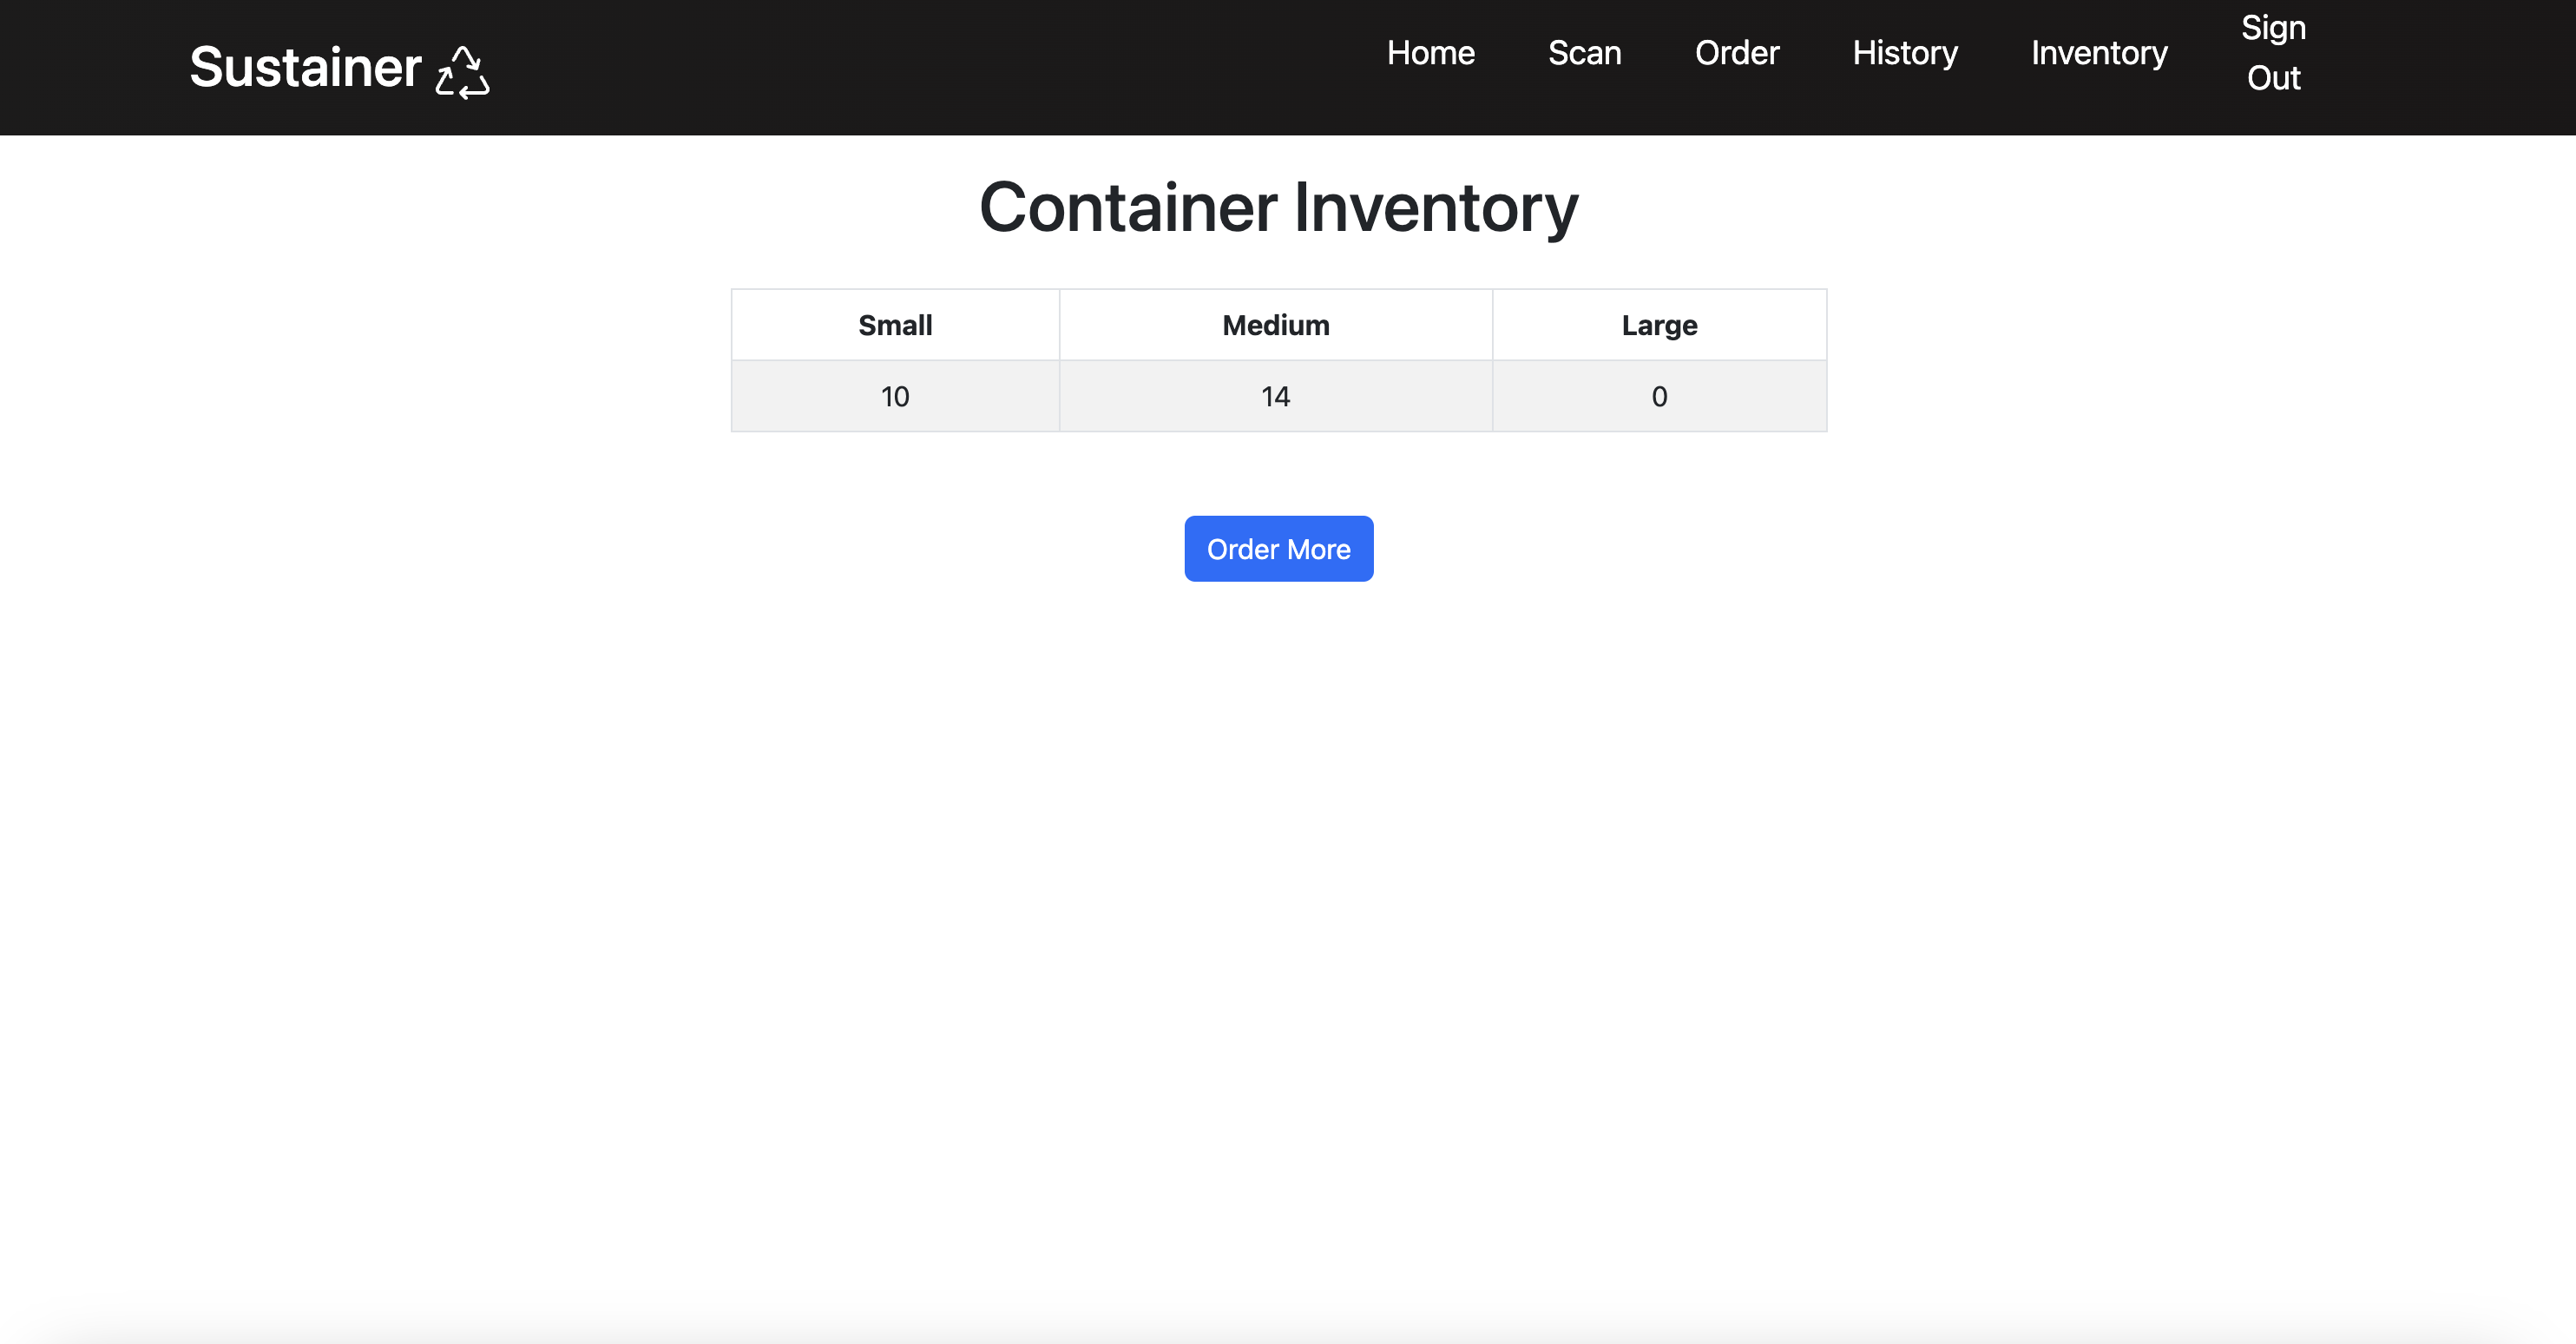 Sustainer
Home Scan Order History Inventory Sign Out
Container Inventory
Small Medium Large
10 14 0
Order More